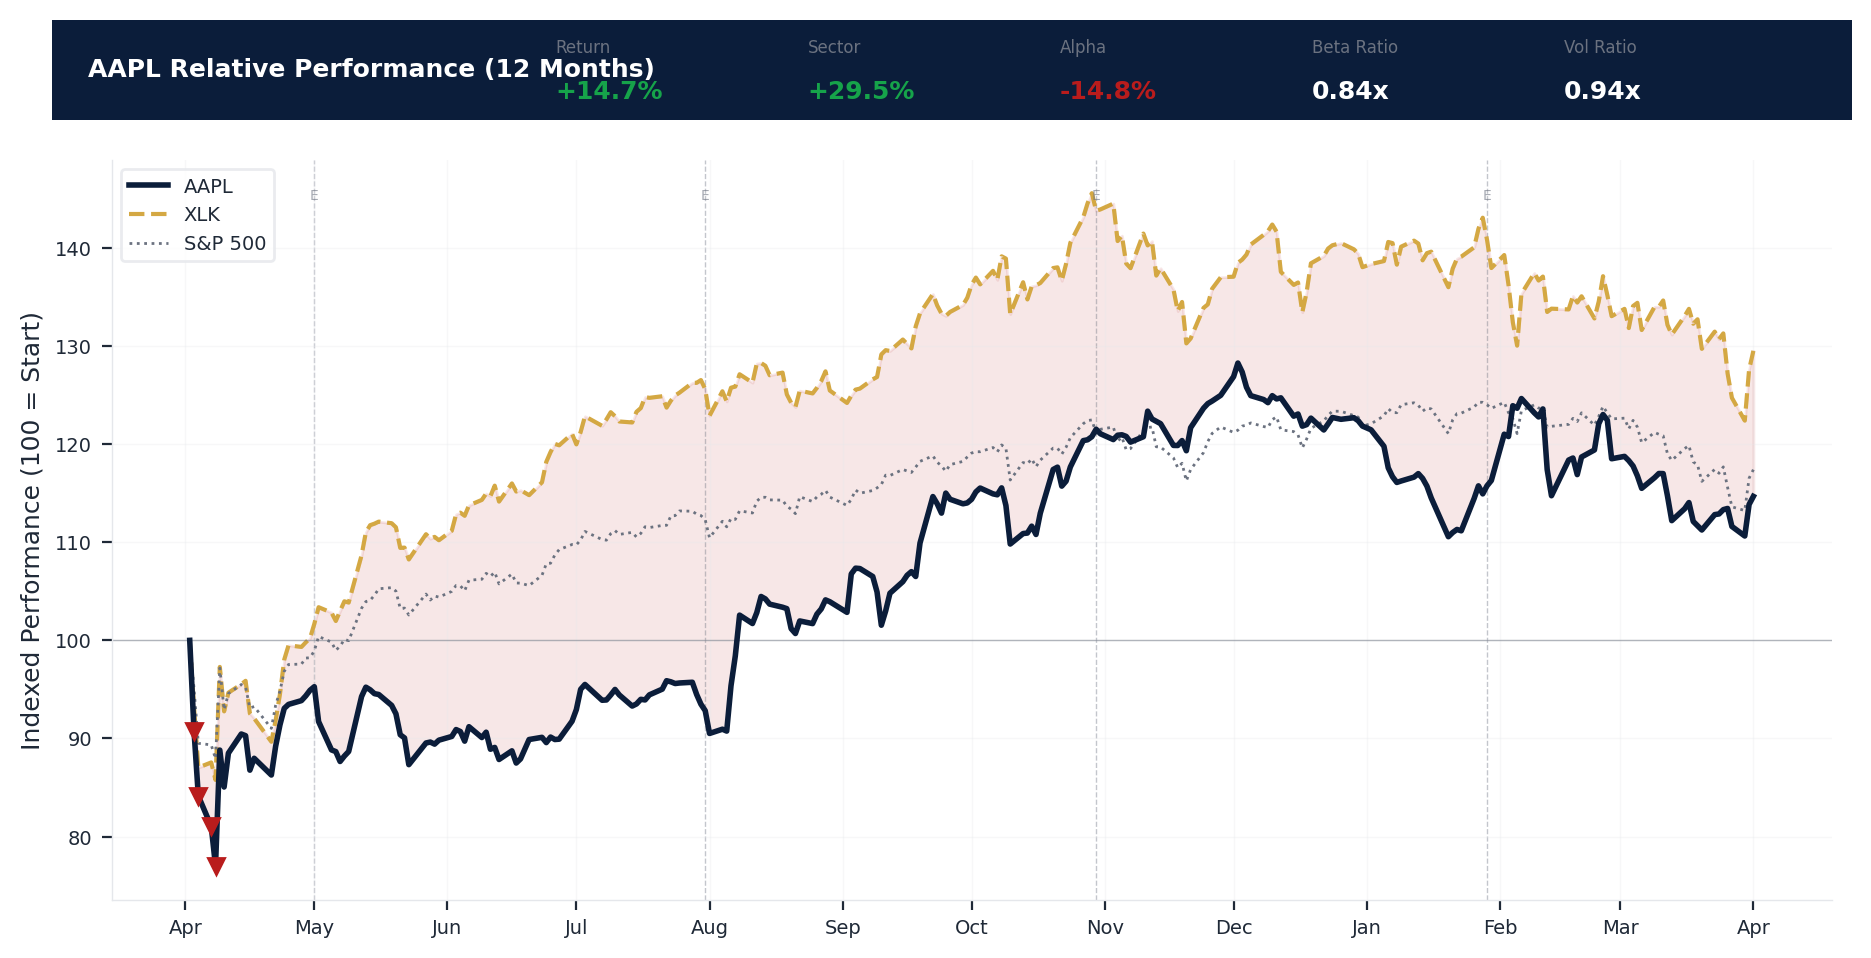 AAPL Relative Performance (12 Months)
Return Sector Alpha Beta Ratio Vol Ratio
+14.7% +29.5% -14.8% 0.84x 0.94x
AAPL
XLK
S&P 500
E E E E
Indexed Performance (100 = Start)
140
130
120
110
100
90
80
Apr May Jun Jul Aug Sep Oct Nov Dec Jan Feb Mar Apr